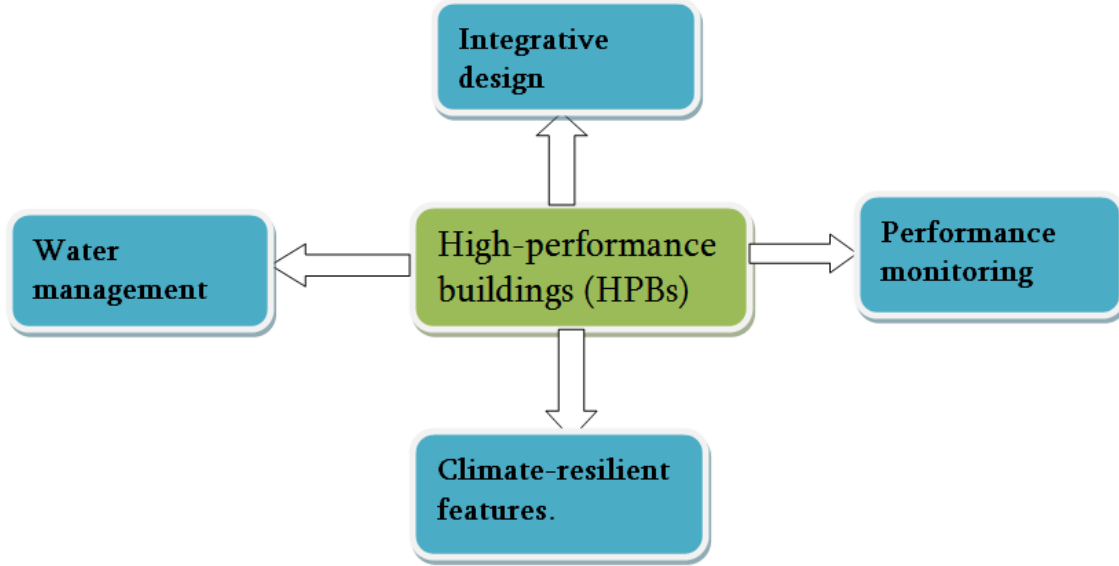 Integrative
design
Water
management
High-performance
buildings (HPBs)
Performance
monitoring
Climate-resilient
features.